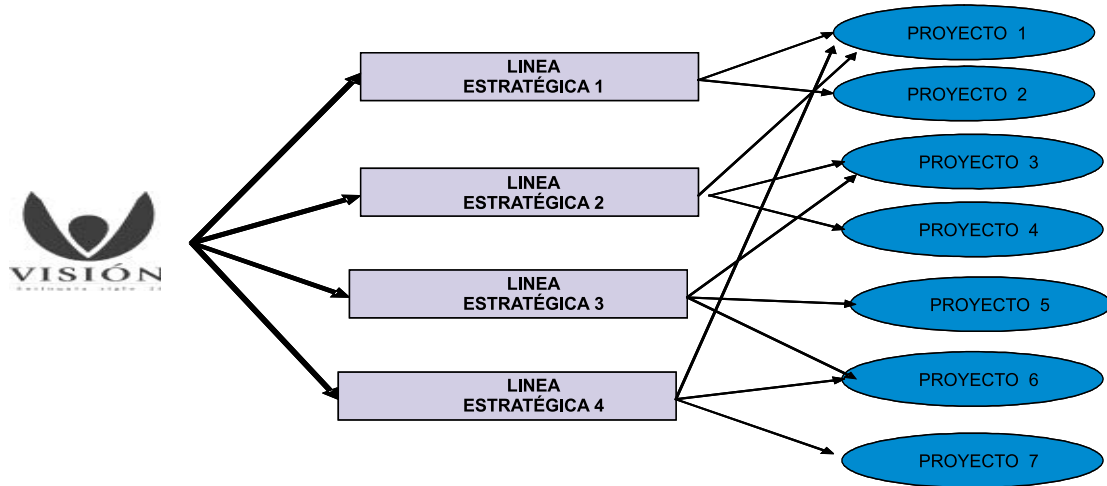 VISIÓN
LINEA
ESTRATÉGICA 1
LINEA
ESTRATÉGICA 2
LINEA
ESTRATÉGICA 3
LINEA
ESTRATÉGICA 4
PROYECTO 1
PROYECTO 2
PROYECTO 3
PROYECTO 4
PROYECTO 5
PROYECTO 6
PROYECTO 7